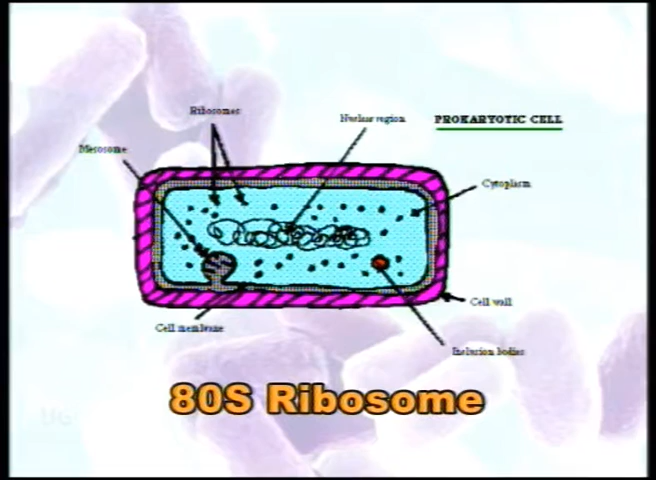 Ribosomes
Nuclear region
PROKARYOTIC CELL
Mesosome
Cytoplasm
Cell wall
Cell membrane
Inclusion bodies
80S Ribosome